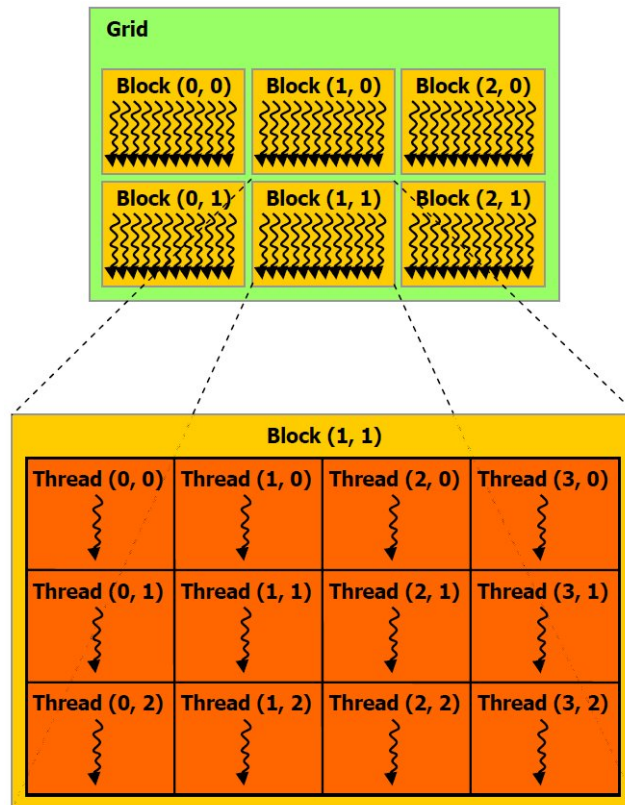 Grid
Block (0, 0) Block (1, 0) Block (2, 0)
Block (0, 1) Block (1, 1) Block (2, 1)
Block (1, 1)
Thread (0, 0) Thread (1, 0) Thread (2, 0) Thread (3, 0)
Thread (0, 1) Thread (1, 1) Thread (2, 1) Thread (3, 1)
Thread (0, 2) Thread (1, 2) Thread (2, 2) Thread (3, 2)